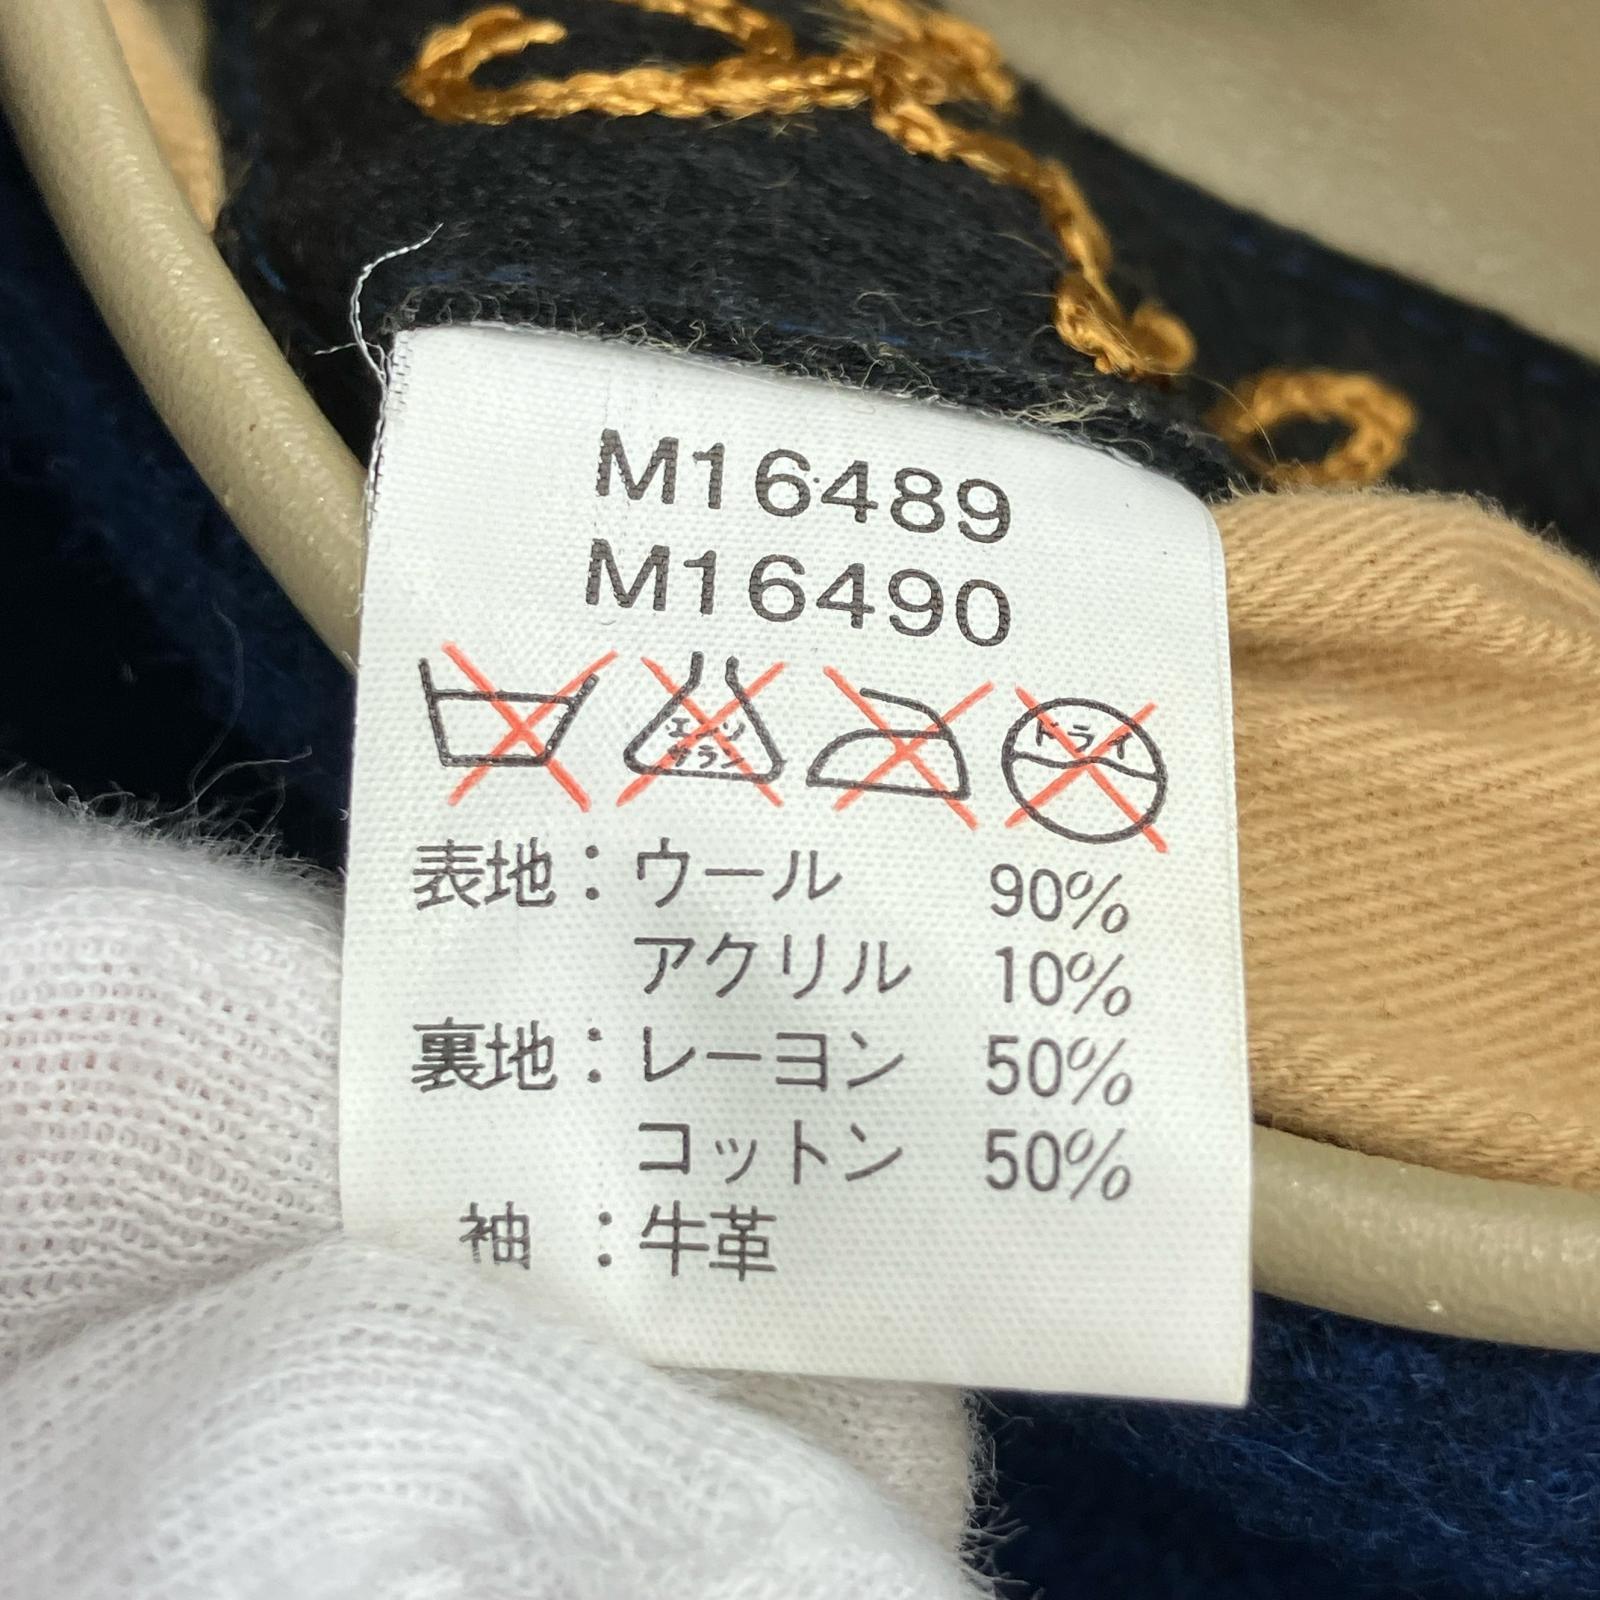 M16489
M16490
エンソ サラシ ドライ
表地：ウール 90%
アクリル 10%
裏地：レーヨン 50%
コットン 50%
袖 ：牛革